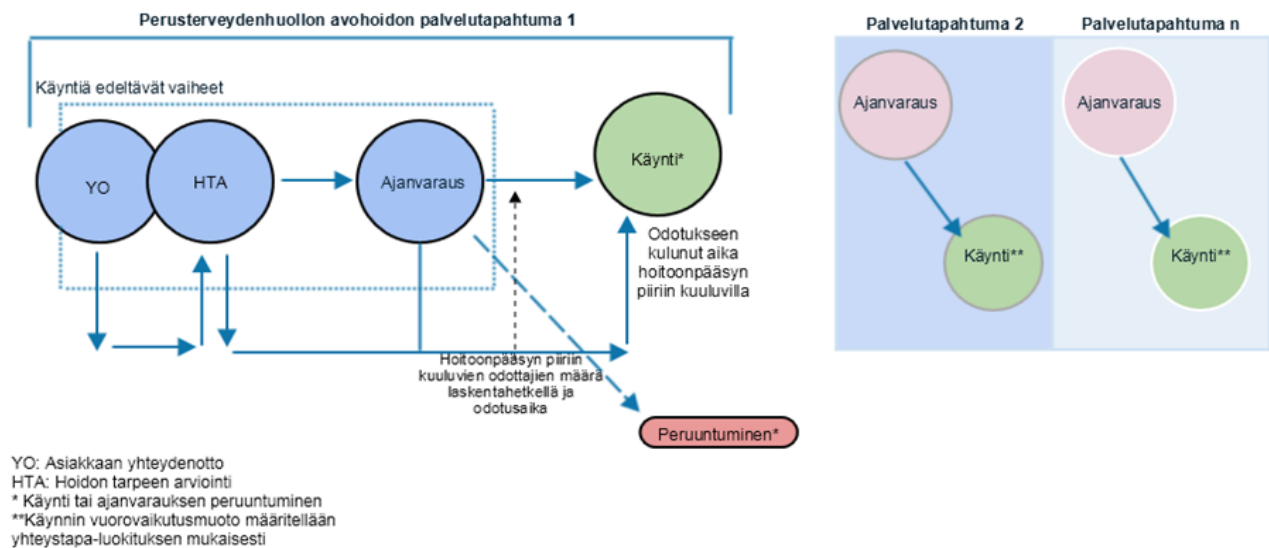 Perusterveydenhuollon avohoidon palvelutapahtuma 1
Käyntiä edeltävät vaiheet
YO
HTA
Ajanvaraus
Käynti*
Odotukseen
kulunut aika
hoitoonpääsyn
piiriin kuuluvilla
Hoitoonpääsyn piiriin
kuuluvien odottajien määrä
laskentahetkellä ja
odotusaika
Peruuntuminen*
Palvelutapahtuma 2
Ajanvaraus
Käynti**
Palvelutapahtuma n
Ajanvaraus
Käynti**
YO: Asiakkaan yhteydenotto
HTA: Hoidon tarpeen arviointi
* Käynti tai ajanvarauksen peruuntuminen
**Käynnin vuorovaikutusmuoto määritellään
yhteystapa-luokituksen mukaisesti